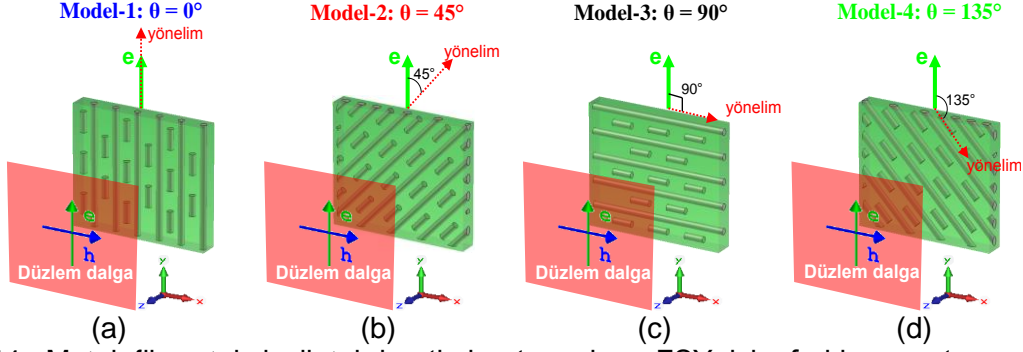 Model-1: θ = 0°
yönelim
e
e
h
Düzlem dalga
Y
z
x
(a)
Model-2: θ = 45°
yönelim
e
45°
e
h
Düzlem dalga
Y
z
x
(b)
Model-3: θ = 90°
e
90°
yönelim
e
h
Düzlem dalga
Y
z
x
(c)
Model-4: θ = 135°
e
135°
yönelim
e
h
Düzlem dalga
Y
z
x
(d)